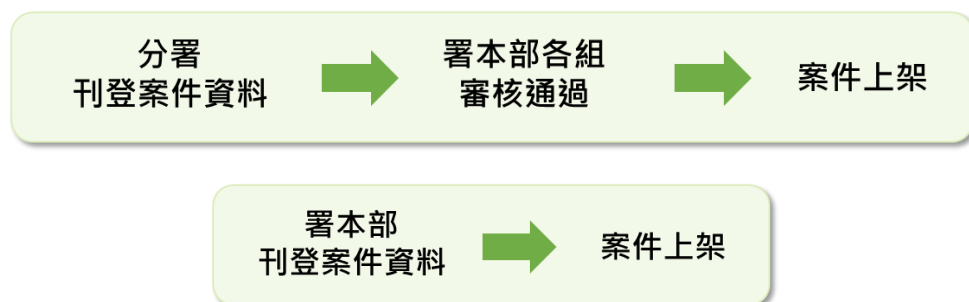 分署
刊登案件資料
署本部各組
審核通過
案件上架
署本部
刊登案件資料
案件上架